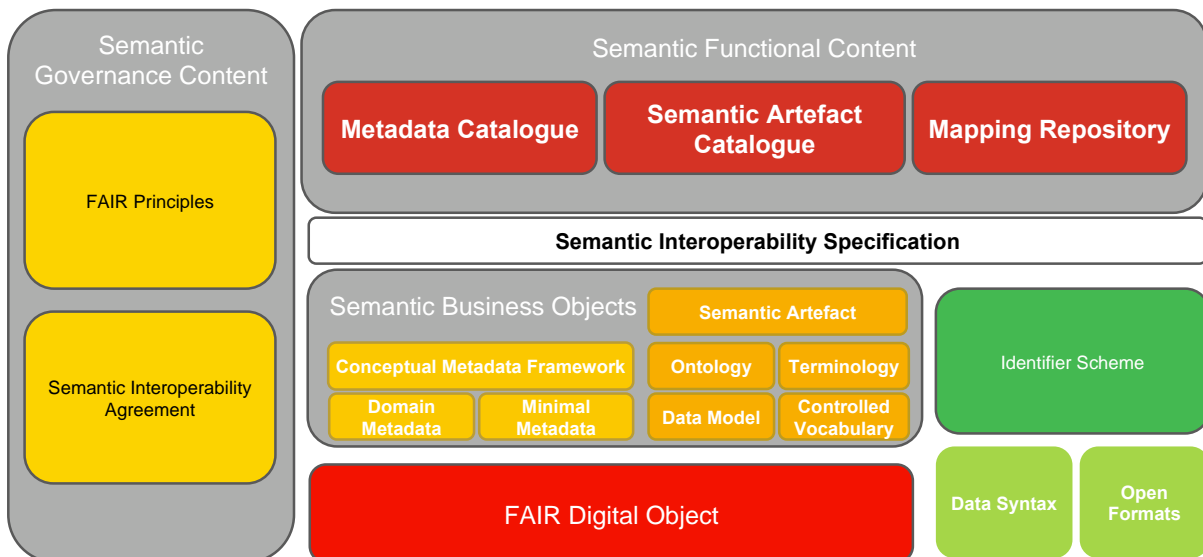 Semantic
Governance Content
FAIR Principles
Semantic Interoperability
Agreement
Semantic Functional Content
Metadata Catalogue
Semantic Artefact
Catalogue
Mapping Repository
Semantic Interoperability Specification
Semantic Business Objects
Semantic Artefact
Conceptual Metadata Framework
Ontology
Terminology
Domain
Metadata
Minimal
Metadata
Data Model
Controlled
Vocabulary
Identifier Scheme
FAIR Digital Object
Data Syntax
Open
Formats